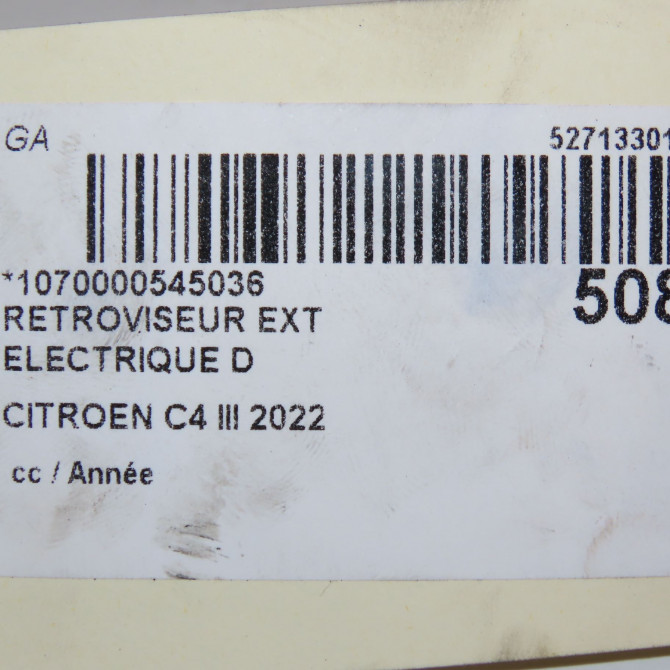 GA 52713301
*1070000545036
508
RETROVISEUR EXT
ELECTRIQUE D
CITROEN C4 III 2022
cc / Année